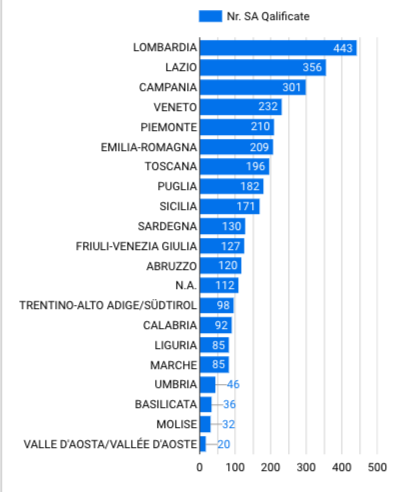 Nr. SA Qalificate
LOMBARDIA 443
LAZIO 356
CAMPANIA 301
VENETO 232
PIEMONTE 210
EMILIA-ROMAGNA 209
TOSCANA 196
PUGLIA 182
SICILIA 171
SARDEGNA 130
FRIULI-VENEZIA GIULIA 127
ABRUZZO 120
N.A. 112
TRENTINO-ALTO ADIGE/SÜDTIROL 98
CALABRIA 92
LIGURIA 85
MARCHE 85
UMBRIA 46
BASILICATA 36
MOLISE 32
VALLE D'AOSTA/VALLÉE D'AOSTE 20
0 100 200 300 400 500